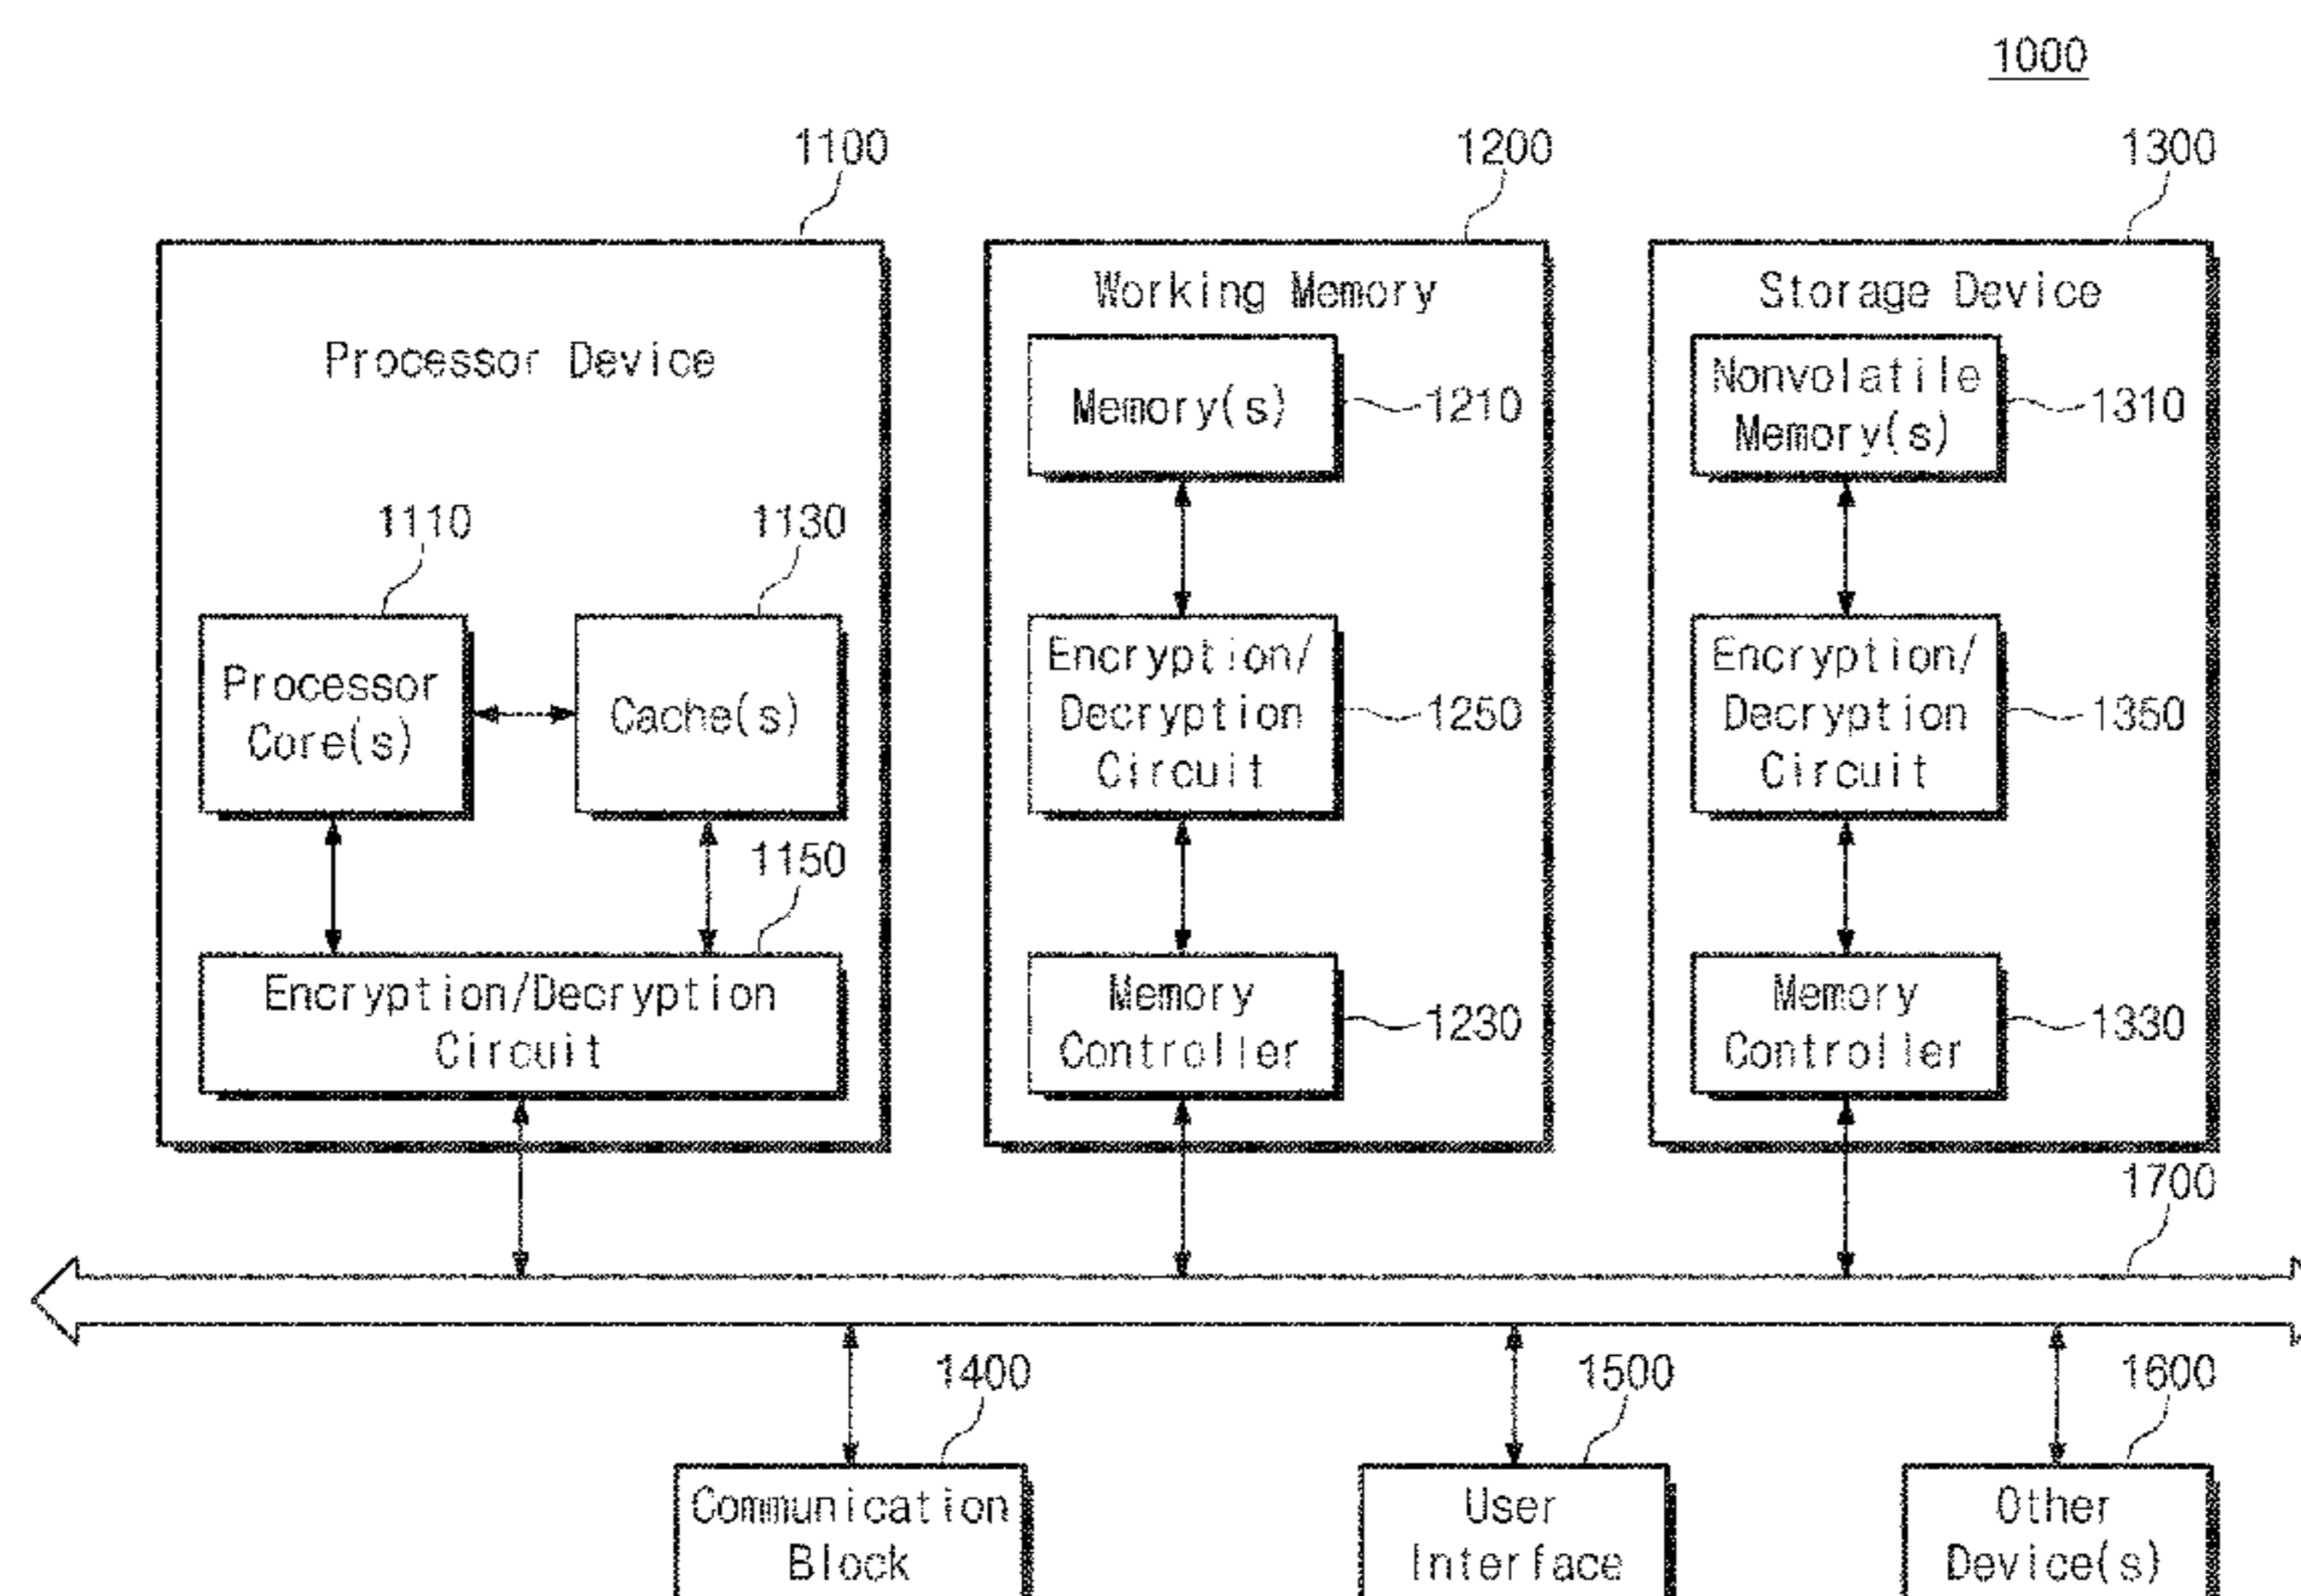 1000
1100
1200
1300
Processor Device
Working Memory
Storage Device
Memory(s)
1210
Nonvolatile
Memory(s)
1310
1110
1130
Processor
Core(s)
Cache(s)
Encryption/
Decryption
Circuit
1250
Encryption/
Decryption
Circuit
1350
1150
Encryption/Decryption
Circuit
Memory
Controller
1230
Memory
Controller
1330
1700
1400
1500
1600
Communication
Block
User
Interface
Other
Device(s)